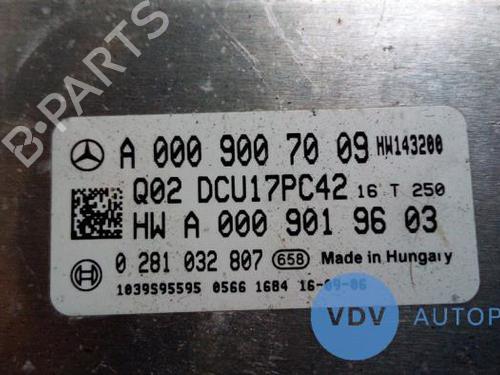 B-PARTS
A 000 900 70 09 HW143200
Q02 DCU17PC42 16 T 250
HW A 000 901 96 03
0 281 032 807 658 Made in Hungary
1039S95595 0566 1684 16-09-06
VDV AUTOP